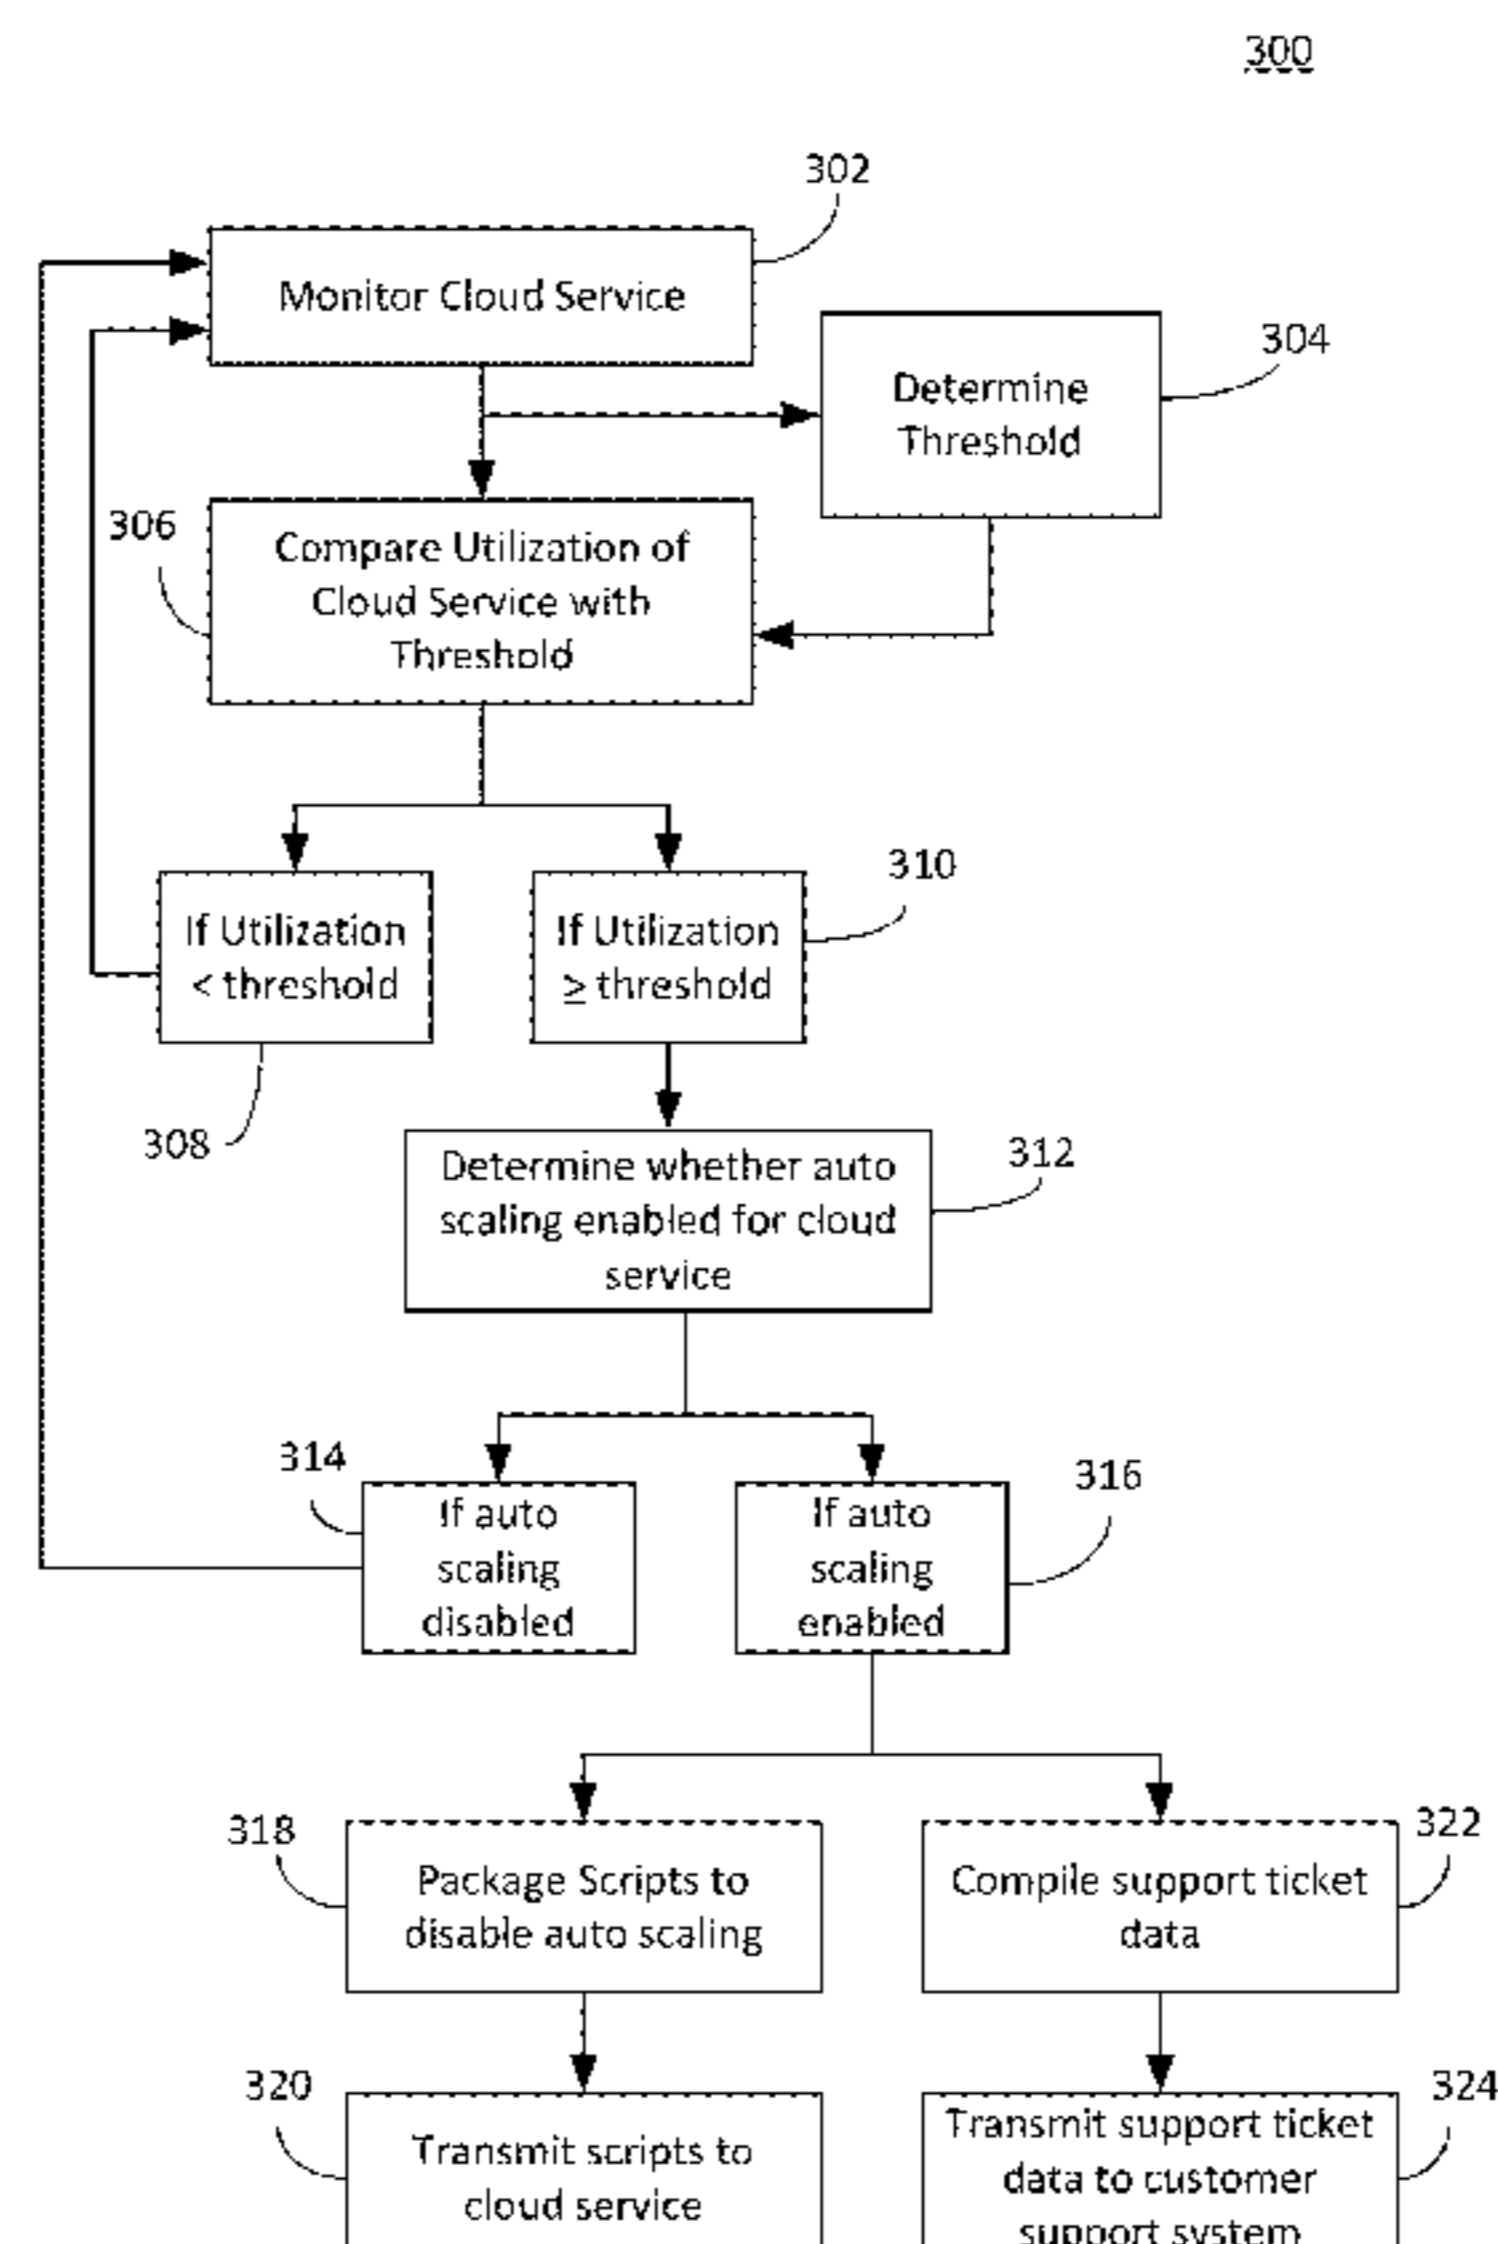 300
302
Monitor Cloud Service
304
Determine
Threshold
306
Compare Utilization of
Cloud Service with
Threshold
310
If Utilization
< threshold
If Utilization
≥ threshold
308
312
Determine whether auto
scaling enabled for cloud
service
314
316
If auto
scaling
disabled
If auto
scaling
enabled
318
322
Package Scripts to
disable auto scaling
Compile support ticket
data
320
324
Transmit scripts to
cloud service
Transmit support ticket
data to customer
support system